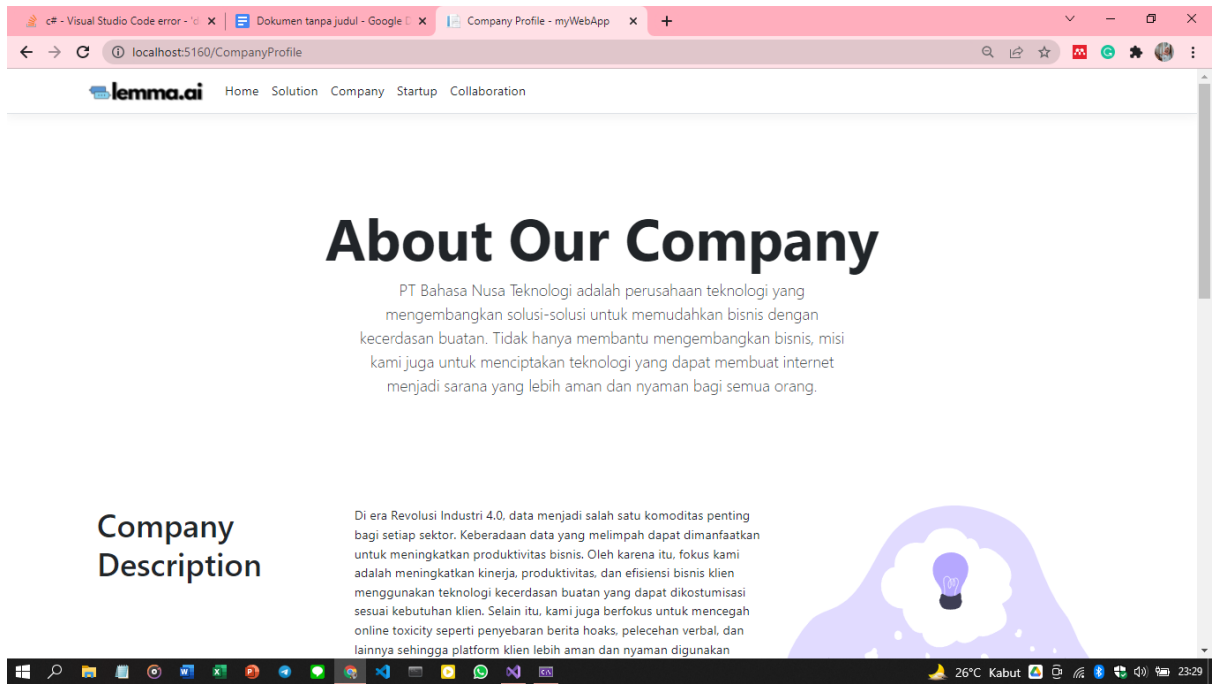 c# - Visual Studio Code error - 'd
Dokumen tanpa judul - Google D
Company Profile - myWebApp
localhost:5160/CompanyProfile
lemma.ai Home Solution Company Startup Collaboration
About Our Company
PT Bahasa Nusa Teknologi adalah perusahaan teknologi yang
mengembangkan solusi-solusi untuk memudahkan bisnis dengan
kecerdasan buatan. Tidak hanya membantu mengembangkan bisnis, misi
kami juga untuk menciptakan teknologi yang dapat membuat internet
menjadi sarana yang lebih aman dan nyaman bagi semua orang.
Company
Description
Di era Revolusi Industri 4.0, data menjadi salah satu komoditas penting
bagi setiap sektor. Keberadaan data yang melimpah dapat dimanfaatkan
untuk meningkatkan produktivitas bisnis. Oleh karena itu, fokus kami
adalah meningkatkan kinerja, produktivitas, dan efisiensi bisnis klien
menggunakan teknologi kecerdasan buatan yang dapat dikostumisasi
sesuai kebutuhan klien. Selain itu, kami juga berfokus untuk mencegah
online toxicity seperti penyebaran berita hoaks, pelecehan verbal, dan
lainnya sehingga platform klien lebih aman dan nyaman digunakan
26°C Kabut 23:29